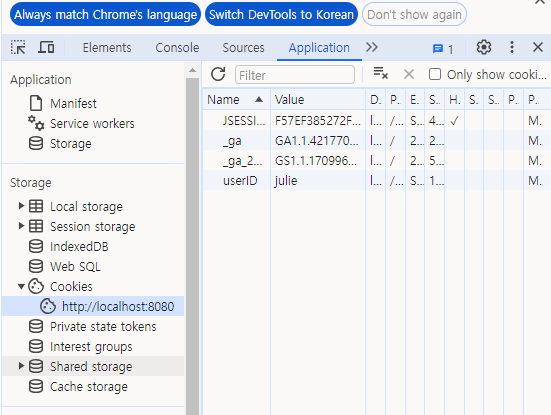 Always match Chrome's language Switch DevTools to Korean Don't show again
Elements Console Sources Application 1
Application
Manifest
Service workers
Storage
Storage
Local storage
Session storage
IndexedDB
Web SQL
Cookies
http://localhost:8080
Private state tokens
Interest groups
Shared storage
Cache storage
Filter Only show cooki...
Name Value D. P. E. S. H. S. S. P. P.
JSESSI... F57EF385272F... l... / S... 4... ✓ M.
_ga GA1.1.421770... l... / 2... 2... M.
_ga_2... GS1.1.170996... l... / 2... 5... M.
userID julie l... /... S... 1... M.